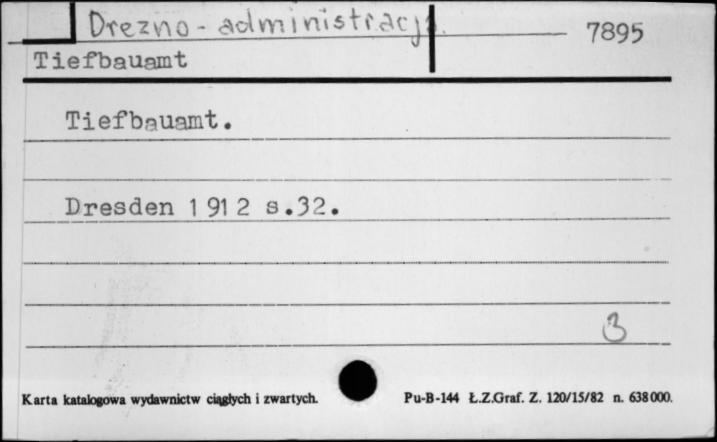 Drezno - administracja.
7895
Tiefbauamt
Tiefbauamt.
Dresden 1912 s.32.
3
Karta katalogowa wydawnictw ciągłych i zwartych.
Pu-B-144 Ł.Z.Graf. Z. 120/15/82 n. 638000.